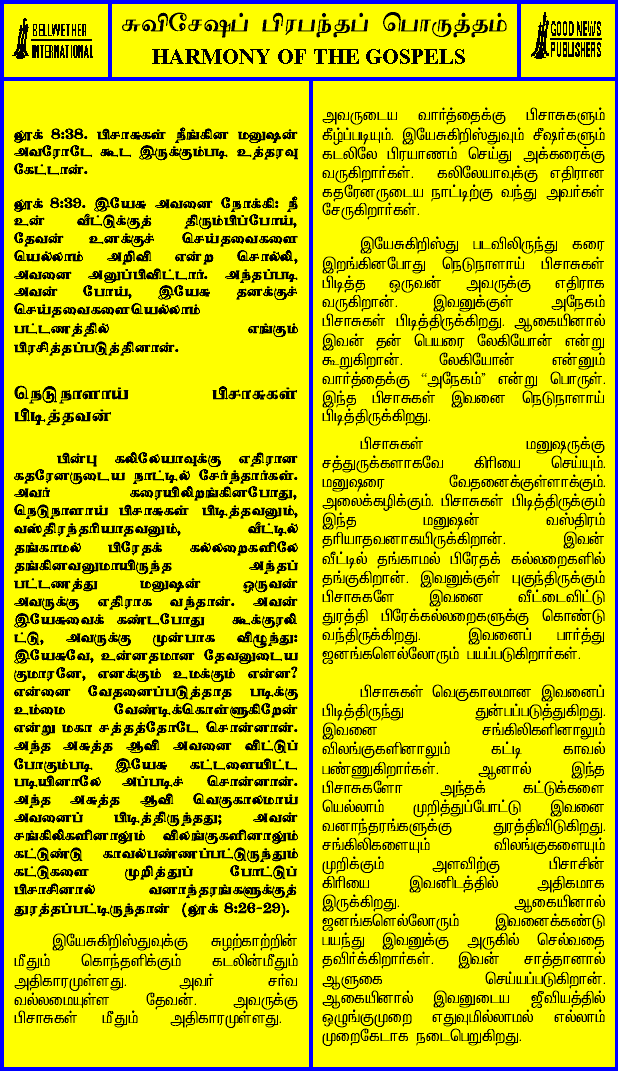 BELLWETHER
INTERNATIONAL
சுவிசேஷப் பிரபந்தப் பொருத்தம்
HARMONY OF THE GOSPELS
GOOD NEWS
PUBLISHERS
லூக் 8:38. பிசாசுகள் நீங்கின மனுஷன்
அவரோடே கூட இருக்கும்படி உத்தரவு
கேட்டான்.
லூக் 8:39. இயேசு அவனை நோக்கி: நீ
உன் வீட்டுக்குத் திரும்பிப்போய்,
தேவன் உனக்குச் செய்தவைகளை
யெல்லாம் அறிவி என்ற சொல்லி,
அவனை அனுப்பிவிட்டார். அந்தப்படி
அவன் போய், இயேசு தனக்குச்
செய்தவைகளையெல்லாம்
பட்டணத்தில் எங்கும்
பிரசித்தப்படுத்தினான்.
நெடுநாளாய் பிசாசுகள்
பிடித்தவன்
பின்பு கலிலேயாவுக்கு எதிரான
கதரேனருடைய நாட்டில் சேர்ந்தார்கள்.
அவர் கரையிலிறங்கினபோது,
நெடுநாளாய் பிசாசுகள் பிடித்தவனும்,
வஸ்திரந்தரியாதவனும், வீட்டில்
தங்காமல் பிரேதக் கல்லறைகளிலே
தங்கினவனுமாயிருந்த அந்தப்
பட்டணத்து மனுஷன் ஒருவன்
அவருக்கு எதிராக வந்தான். அவன்
இயேசுவைக் கண்டபோது கூக்குரலி
ட்டு, அவருக்கு முன்பாக விழுந்து:
இயேசுவே, உன்னதமான தேவனுடைய
குமாரனே, எனக்கும் உமக்கும் என்ன?
என்னை வேதனைப்படுத்தாத படிக்கு
உம்மை வேண்டிக்கொள்ளுகிறேன்
என்று மகா சத்தத்தோடே சொன்னான்.
அந்த அசுத்த ஆவி அவனை விட்டுப்
போகும்படி இயேசு கட்டளையிட்ட
படியினாலே அப்படிச் சொன்னான்.
அந்த அசுத்த ஆவி வெகுகாலமாய்
அவனைப் பிடித்திருந்தது; அவன்
சங்கிலிகளினாலும் விலங்குகளினாலும்
கட்டுண்டு காவல்பண்ணப்பட்டுருந்தும்
கட்டுகளை முறித்துப் போட்டுப்
பிசாசினால் வனாந்தரங்களுக்குத்
துரத்தப்பட்டிருந்தான் (லூக் 8:26-29).
இயேசுகிறிஸ்துவுக்கு சுழற்காற்றின்
மீதும் கொந்தளிக்கும் கடலின்மீதும்
அதிகாரமுள்ளது. அவர் சர்வ
வல்லமையுள்ள தேவன். அவருக்கு
பிசாசுகள் மீதும் அதிகாரமுள்ளது.
அவருடைய வார்த்தைக்கு பிசாசுகளும்
கீழ்ப்படியும். இயேசுகிறிஸ்துவும் சீஷர்களும்
கடலிலே பிரயாணம் செய்து அக்கரைக்கு
வருகிறார்கள். கலிலேயாவுக்கு எதிரான
கதரேனருடைய நாட்டிற்கு வந்து அவர்கள்
சேருகிறார்கள்.
இயேசுகிறிஸ்து படவிலிருந்து கரை
இறங்கினபோது நெடுநாளாய் பிசாசுகள்
பிடித்த ஒருவன் அவருக்கு எதிராக
வருகிறான். இவனுக்குள் அநேகம்
பிசாசுகள் பிடித்திருக்கிறது. ஆகையினால்
இவன் தன் பெயரை லேகியோன் என்று
கூறுகிறான். லேகியோன் என்னும்
வார்த்தைக்கு “அநேகம்” என்று பொருள்.
இந்த பிசாசுகள் இவனை நெடுநாளாய்
பிடித்திருக்கிறது.
பிசாசுகள் மனுஷருக்கு
சத்துருக்களாகவே கிரியை செய்யும்.
மனுஷரை வேதனைக்குள்ளாக்கும்.
அலைக்கழிக்கும். பிசாசுகள் பிடித்திருக்கும்
இந்த மனுஷன் வஸ்திரம்
தரியாதவனாகயிருக்கிறான். இவன்
வீட்டில் தங்காமல் பிரேதக் கல்லறைகளில்
தங்குகிறான். இவனுக்குள் புகுந்திருக்கும்
பிசாசுகளே இவனை வீட்டைவிட்டு
துரத்தி பிரேக்கல்லறைகளுக்கு கொண்டு
வந்திருக்கிறது. இவனைப் பார்த்து
ஜனங்களெல்லோரும் பயப்படுகிறார்கள்.
பிசாசுகள் வெகுகாலமான இவனைப்
பிடித்திருந்து துன்பப்படுத்துகிறது.
இவனை சங்கிலிகளினாலும்
விலங்குகளினாலும் கட்டி காவல்
பண்ணுகிறார்கள். ஆனால் இந்த
பிசாசுகளோ அந்தக் கட்டுக்களை
யெல்லாம் முறித்துப்போட்டு இவனை
வனாந்தரங்களுக்கு துரத்திவிடுகிறது.
சங்கிலிகளையும் விலங்குகளையும்
முறிக்கும் அளவிற்கு பிசாசின்
கிரியை இவனிடத்தில் அதிகமாக
இருக்கிறது. ஆகையினால்
ஜனங்களெல்லோரும் இவனைக்கண்டு
பயந்து இவனுக்கு அருகில் செல்வதை
தவிர்க்கிறார்கள். இவன் சாத்தானால்
ஆளுகை செய்யப்படுகிறான்.
ஆகையினால் இவனுடைய ஜீவியத்தில்
ஒழுங்குமுறை எதுவுமில்லாமல் எல்லாம்
முறைகேடாக நடைபெறுகிறது.